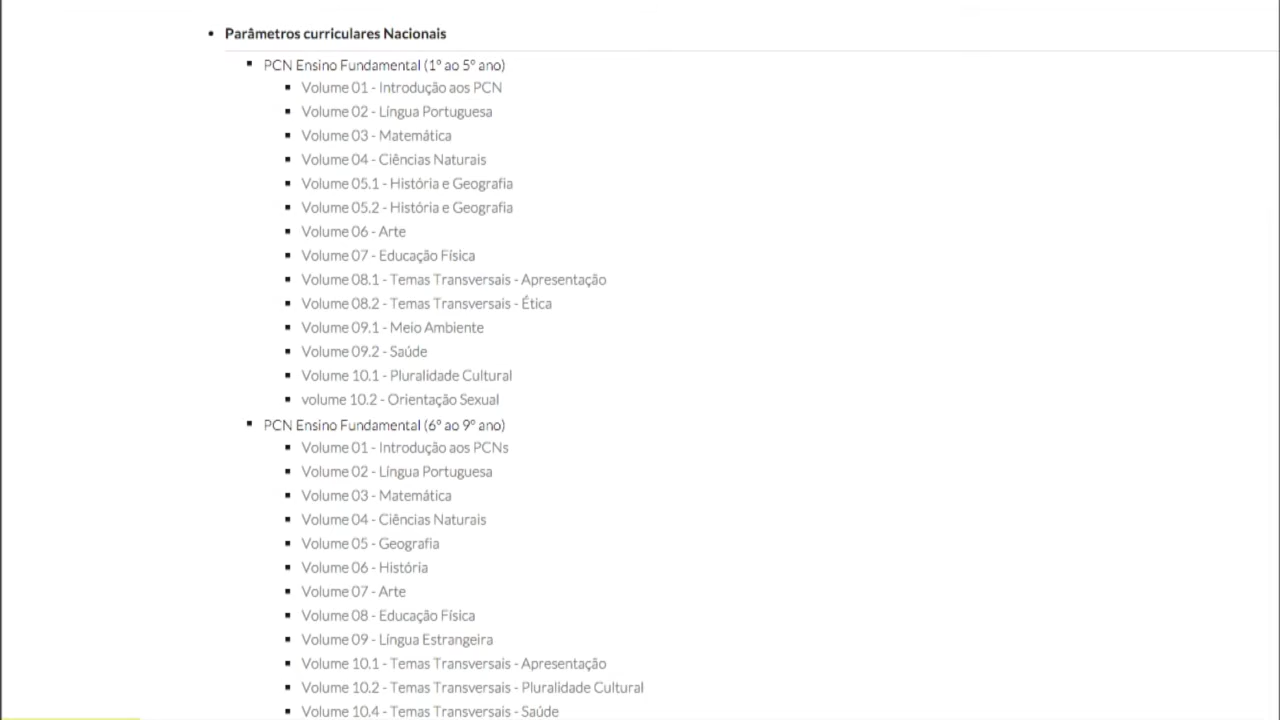 Parâmetros curriculares Nacionais
PCN Ensino Fundamental (1º ao 5º ano)
Volume 01 - Introdução aos PCN
Volume 02 - Língua Portuguesa
Volume 03 - Matemática
Volume 04 - Ciências Naturais
Volume 05.1 - História e Geografia
Volume 05.2 - História e Geografia
Volume 06 - Arte
Volume 07 - Educação Física
Volume 08.1 - Temas Transversais - Apresentação
Volume 08.2 - Temas Transversais - Ética
Volume 09.1 - Meio Ambiente
Volume 09.2 - Saúde
Volume 10.1 - Pluralidade Cultural
volume 10.2 - Orientação Sexual
PCN Ensino Fundamental (6º ao 9º ano)
Volume 01 - Introdução aos PCNs
Volume 02 - Língua Portuguesa
Volume 03 - Matemática
Volume 04 - Ciências Naturais
Volume 05 - Geografia
Volume 06 - História
Volume 07 - Arte
Volume 08 - Educação Física
Volume 09 - Língua Estrangeira
Volume 10.1 - Temas Transversais - Apresentação
Volume 10.2 - Temas Transversais - Pluralidade Cultural
Volume 10.4 - Temas Transversais - Saúde